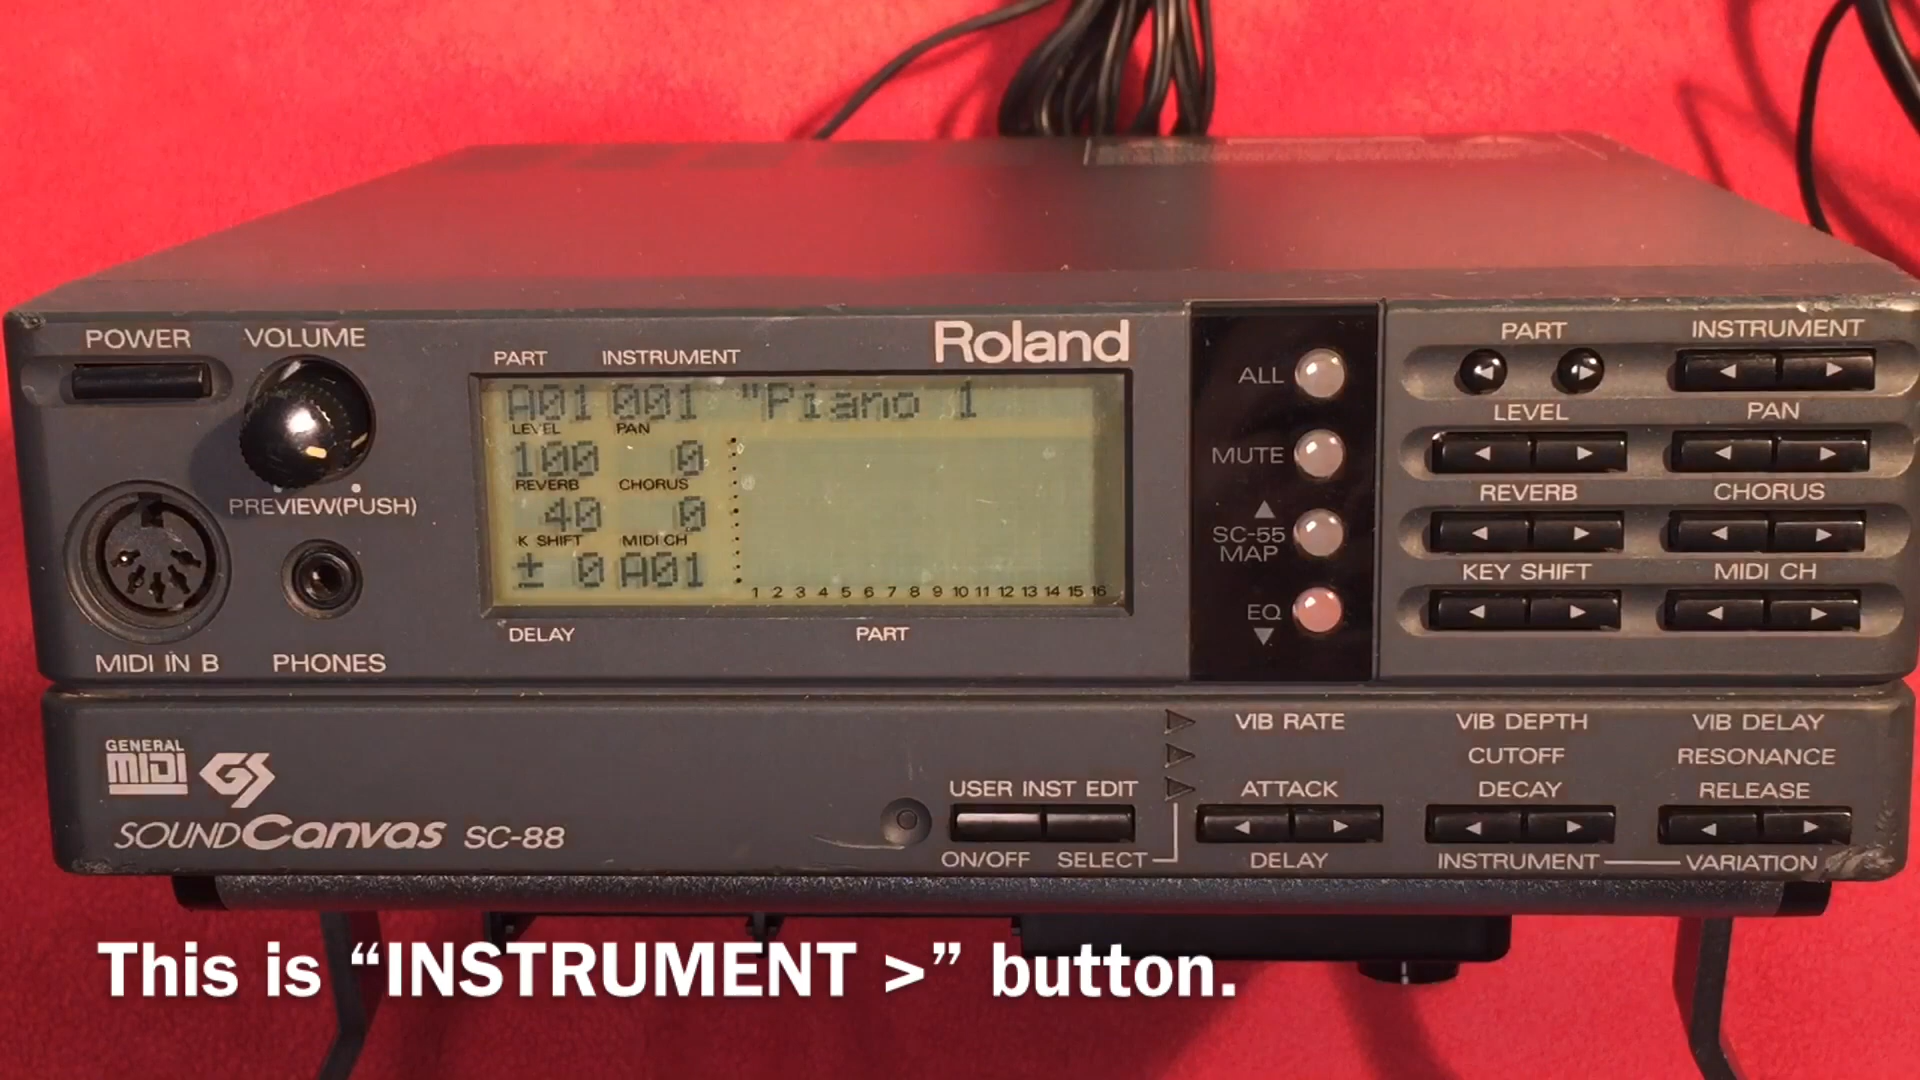 POWER
VOLUME
PREVIEW(PUSH)
MIDI IN B
PHONES
PART INSTRUMENT
Roland
A01 001 "Piano 1
LEVEL PAN
100 0
REVERB CHORUS
40 0
K SHIFT MIDI CH
± 0 A01
1 2 3 4 5 6 7 8 9 10 11 12 13 14 15 16
DELAY PART
ALL
MUTE
SC-55
MAP
EQ
PART INSTRUMENT
LEVEL PAN
REVERB CHORUS
KEY SHIFT MIDI CH
GENERAL
MIDI GS
SOUND Canvas SC-88
USER INST EDIT
ON/OFF SELECT
VIB RATE VIB DEPTH VIB DELAY
CUTOFF RESONANCE
ATTACK DECAY RELEASE
DELAY INSTRUMENT VARIATION
This is “INSTRUMENT >” button.